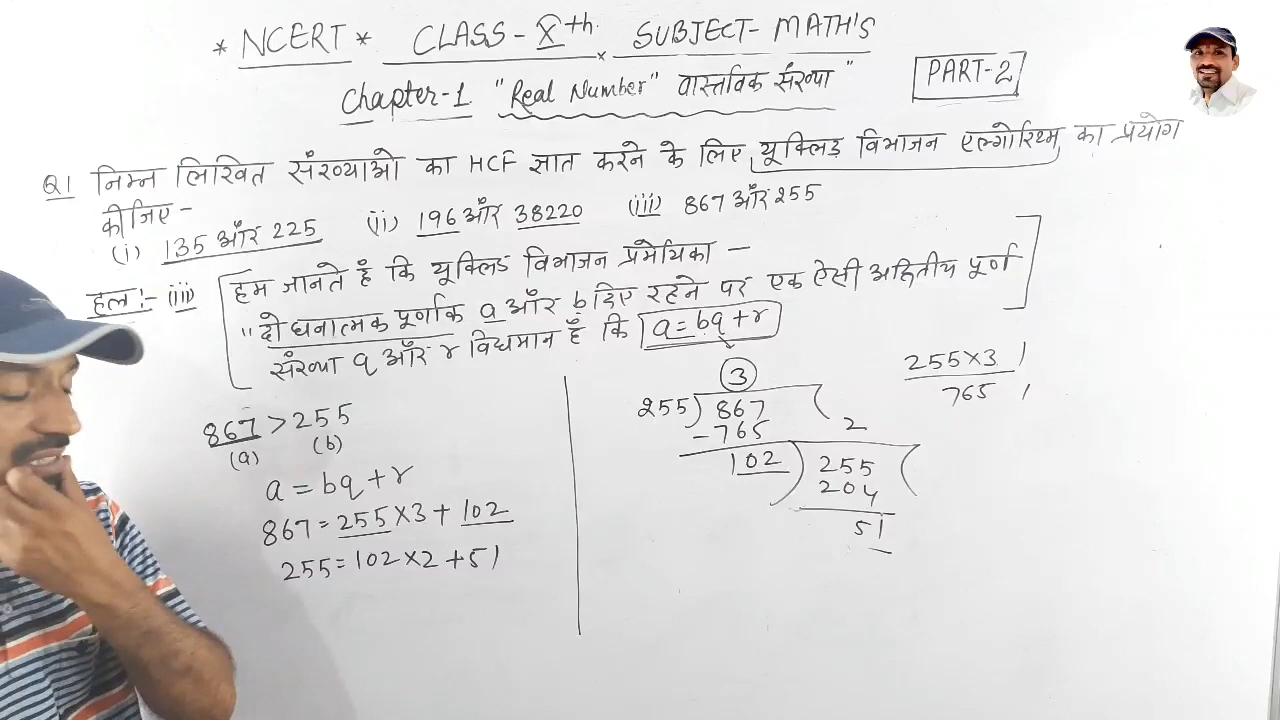 * NCERT * CLASS - Xth. SUBJECT- MATH'S
Chapter-1 "Real Number" वास्तविक संख्या "
PART-2
Q1 निम्न लिखित संख्याओ का HCF ज्ञात करने के लिए, यूक्लिड विभाजन एल्गोरिथ्म का प्रयोग
कीजिए -
(i) 135 और 225 (ii) 196 और 38220 (iii) 867 और 255
हल :- (iii) हम जानते है कि यूक्लिड विभाजन प्रमेयिका -
" दो धनात्मक पूर्णांक a और b दिए रहने पर एक ऐसी अद्वितीय पूर्ण
संख्या q और r विद्यमान है कि a = bq + r
867 > 255
(a) (b)
a = bq + r
867 = 255 × 3 + 102
255 = 102 × 2 + 51
3
255 ) 867 (
- 765 2
102 ) 255 (
204
51
255 × 3
765